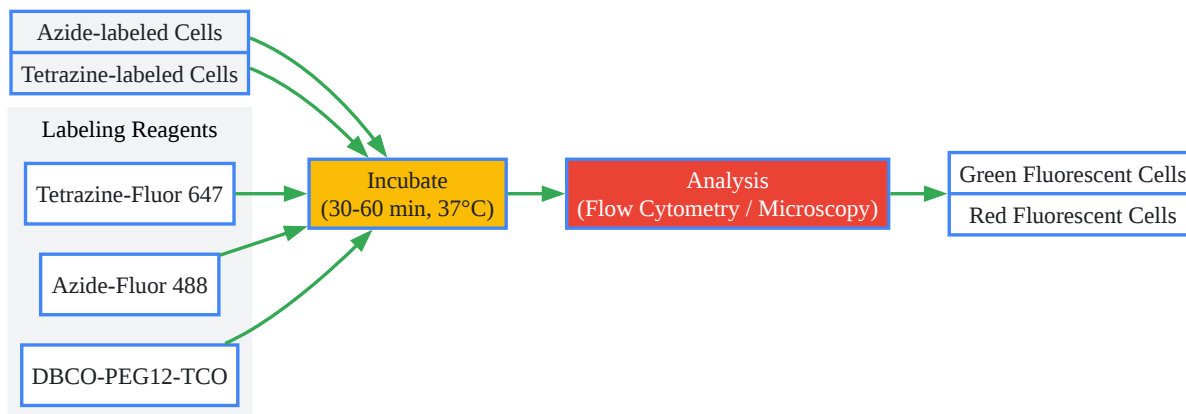 Azide-labeled Cells
Tetrazine-labeled Cells
Labeling Reagents
Tetrazine-Fluor 647
Azide-Fluor 488
DBCO-PEG12-TCO
Incubate
(30-60 min, 37°C)
Analysis
(Flow Cytometry / Microscopy)
Green Fluorescent Cells
Red Fluorescent Cells